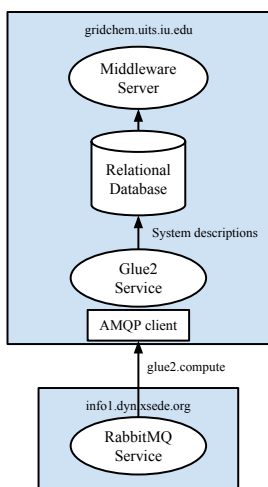 gridchem.uits.iu.edu
Middleware
Server
Relational
Database
System descriptions
Glue2
Service
AMQP client
glue2.compute
info1.dyn.xsede.org
RabbitMQ
Service